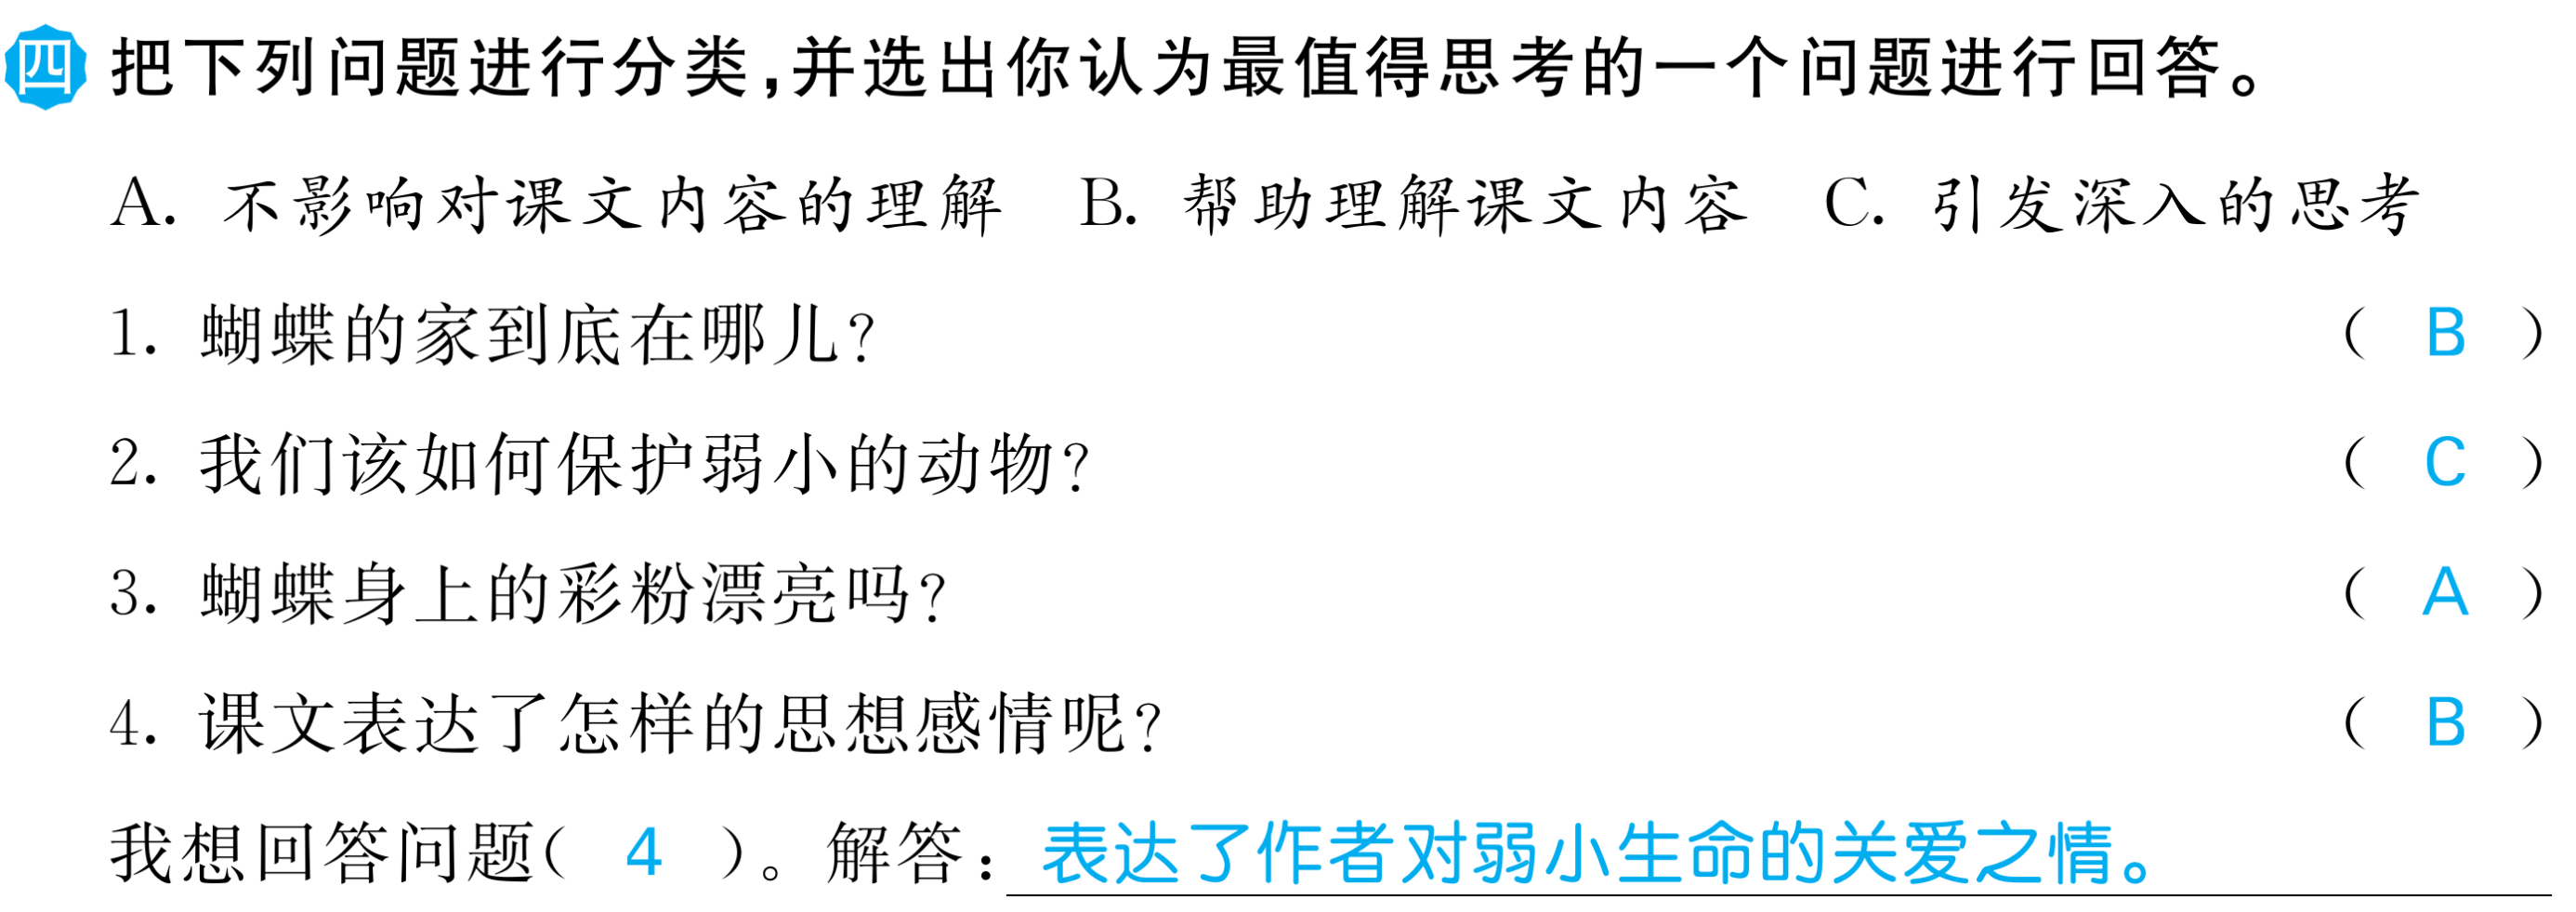 四 把下列问题进行分类,并选出你认为最值得思考的一个问题进行回答。
A. 不影响对课文内容的理解 B. 帮助理解课文内容 C. 引发深入的思考
1. 蝴蝶的家到底在哪儿? ( B )
2. 我们该如何保护弱小的动物? ( C )
3. 蝴蝶身上的彩粉漂亮吗? ( A )
4. 课文表达了怎样的思想感情呢? ( B )
我想回答问题( 4 )。解答：表达了作者对弱小生命的关爱之情。